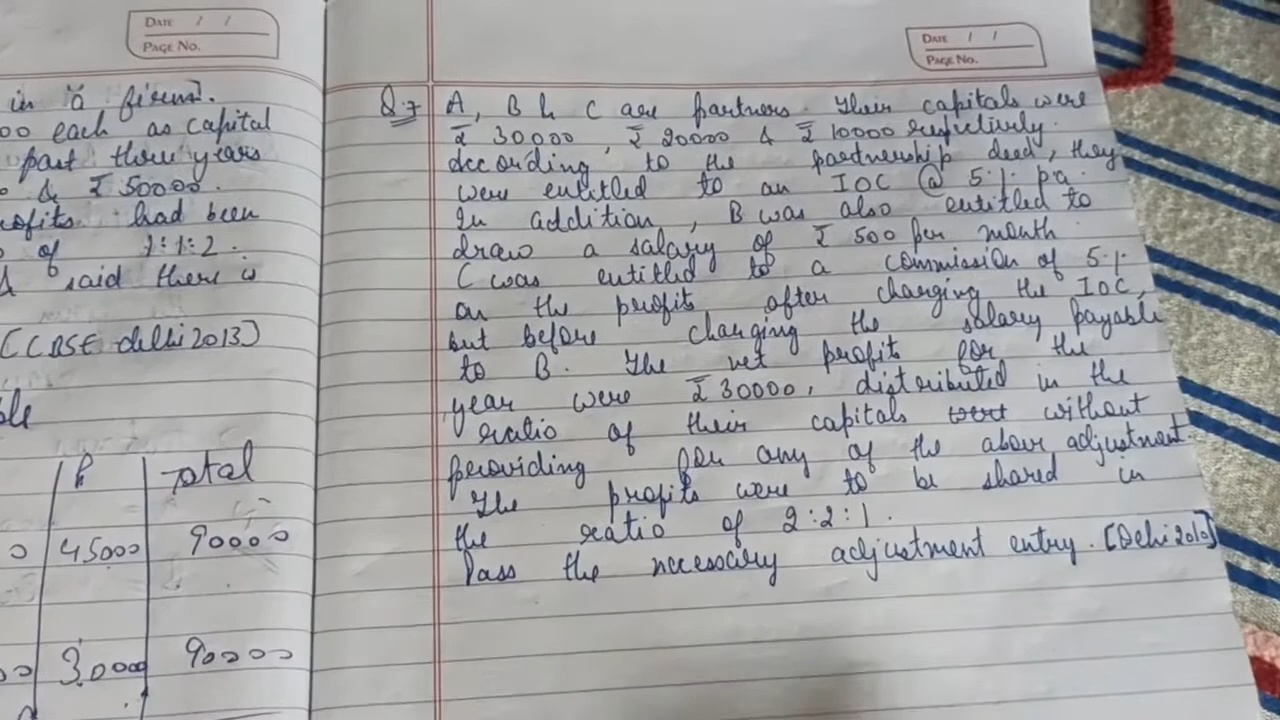 DATE / /
PAGE No.
in a firm.
00 each as capital
past three years
& ₹ 50000.
rofits had been
of 1:1:2.
A said there is
(CBSE delhi 2013)
ble
Total
0 45000 90000
00 30000 90000
DATE / /
PAGE No.
Q.7 A, B & C are partners. Their capitals were
₹ 30000, ₹ 20000 & ₹ 10000 respectively.
According to the partnership deed, they
were entitled to an IOC @ 5% pa.
In addition, B was also entitled to
draw a salary of ₹ 500 per month
C was entitled to a commission of 5%
on the profits after charging the IOC,
but before charging the salary payable
to B. The net profits for the
year were ₹ 30000, distributed in the
ratio of their capitals without
providing for any of the above adjustment.
The profits were to be shared in
the ratio of 2:2:1.
Pass the necessary adjustment entry. [Delhi 2010]